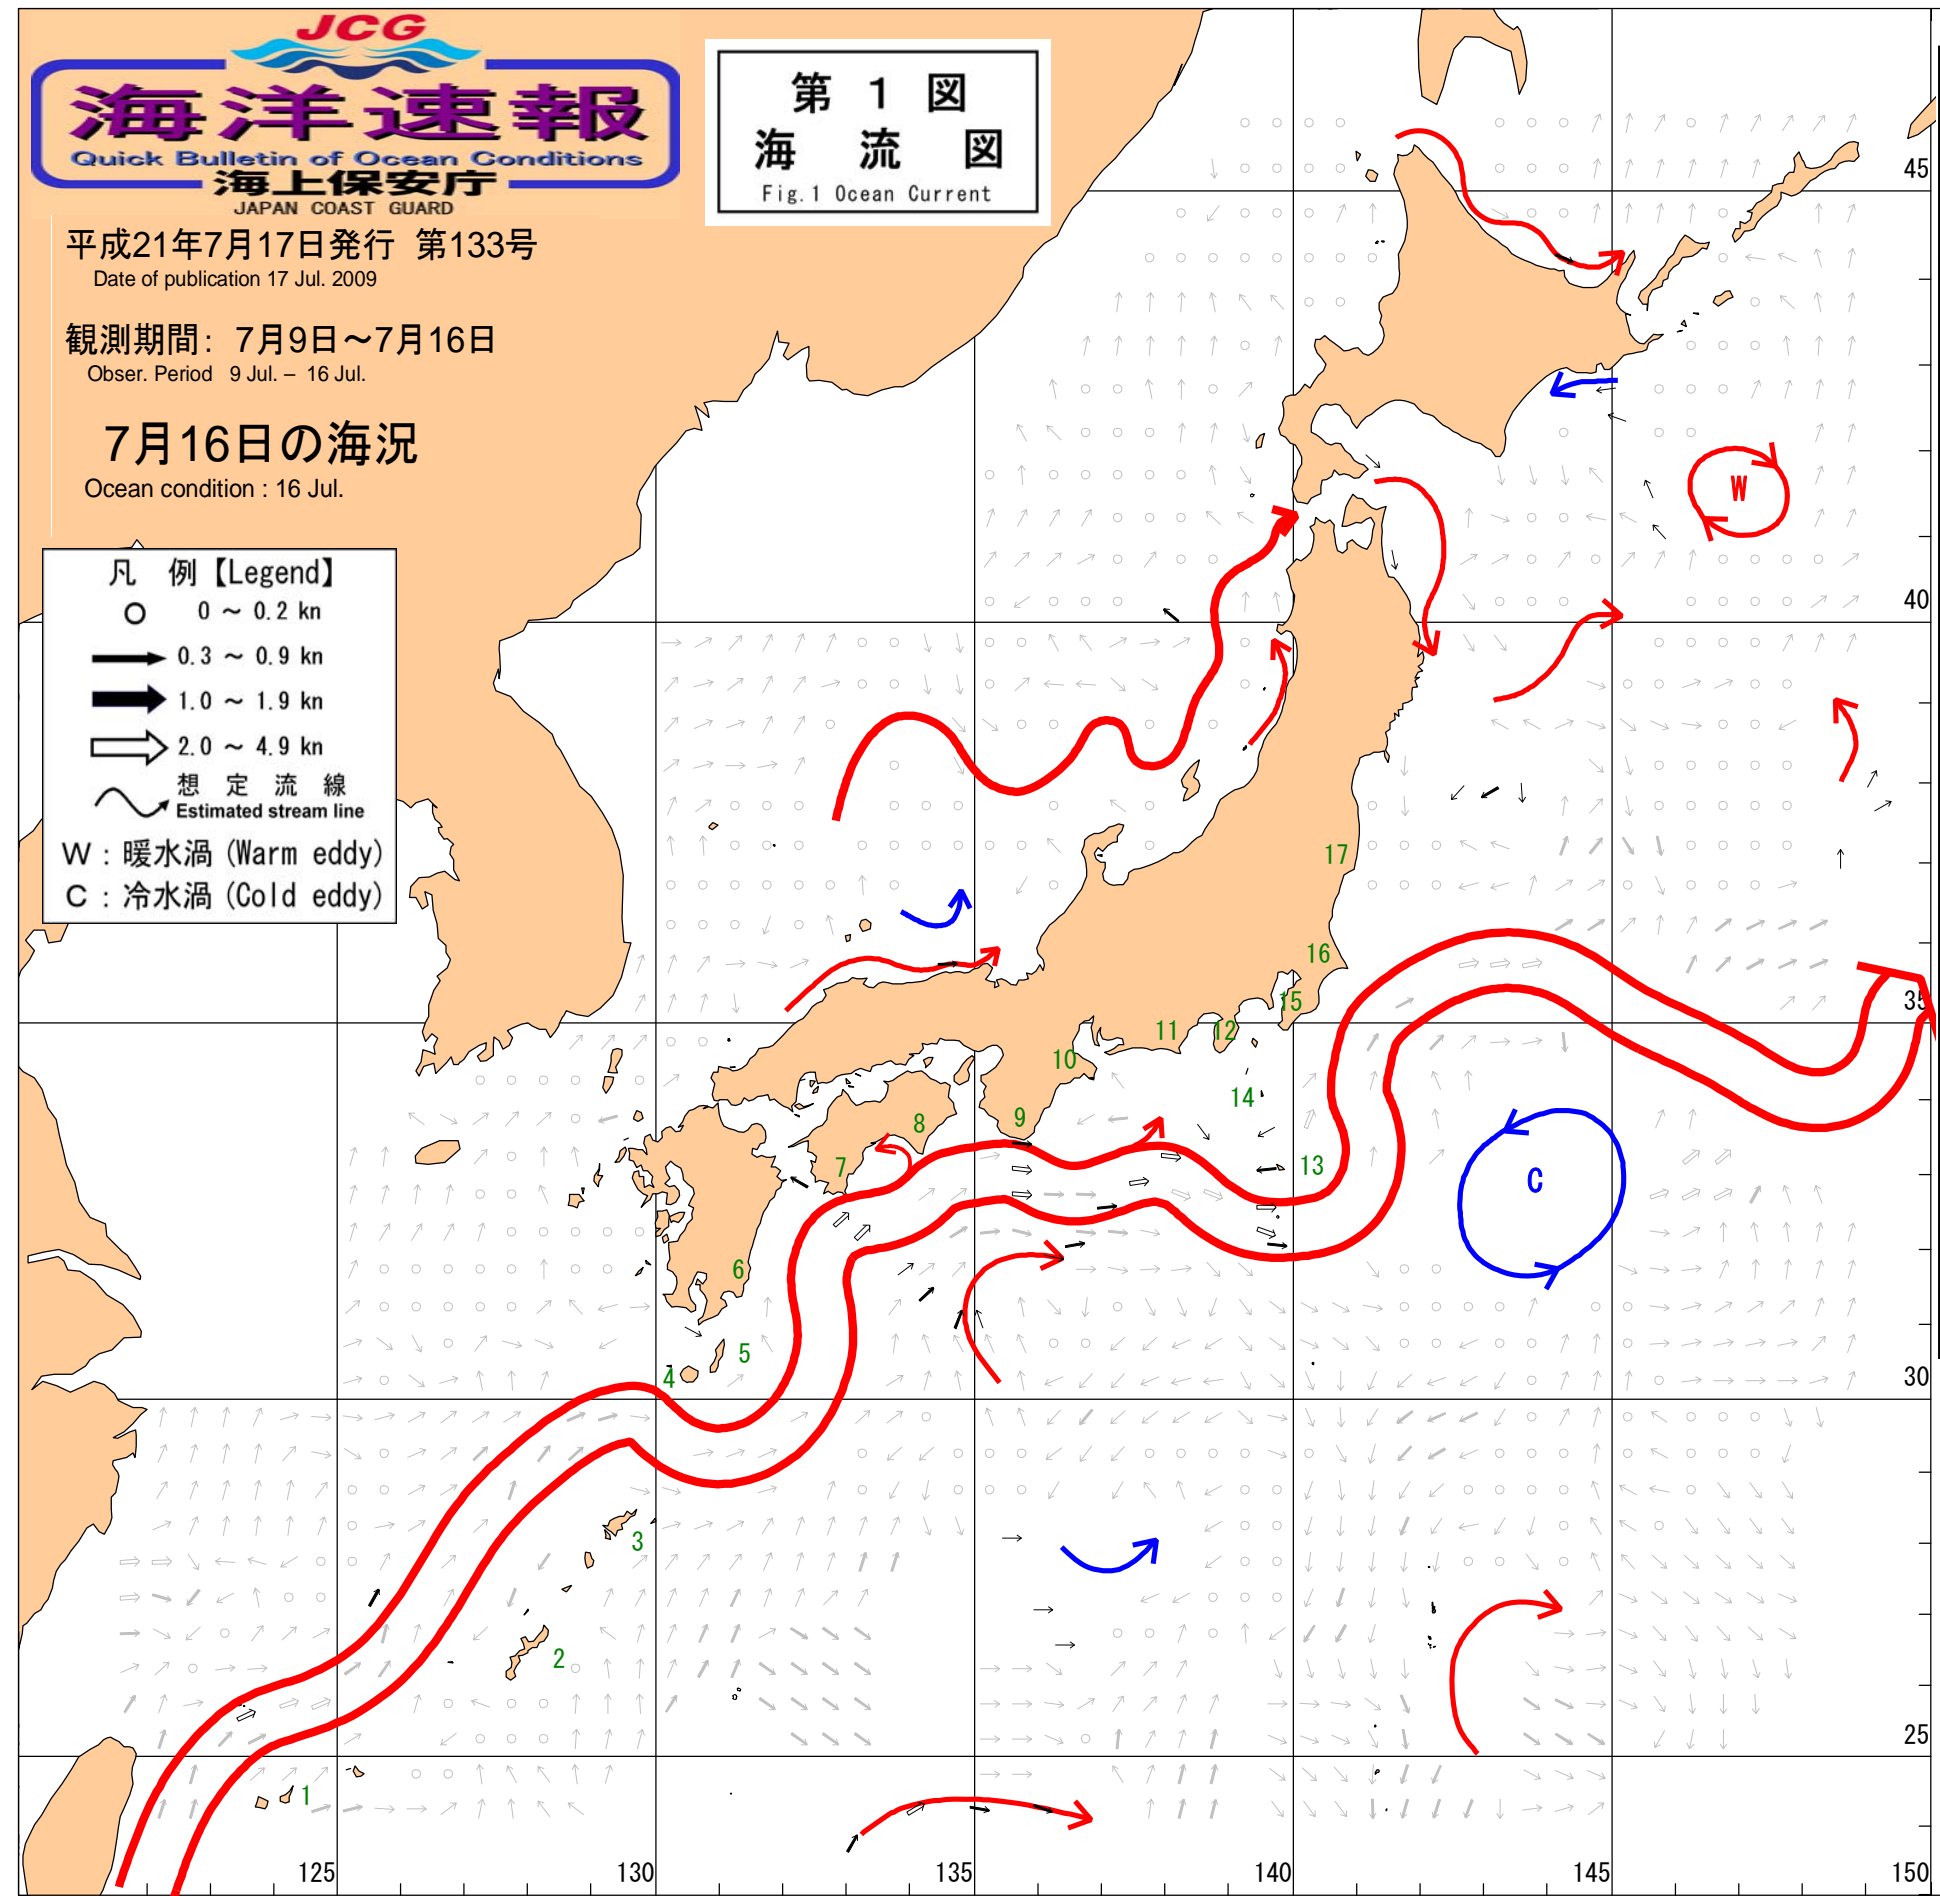 JCG
海洋速報
Quick Bulletin of Ocean Conditions
海上保安庁
JAPAN COAST GUARD
第 1 図
海 流 図
Fig.1 Ocean Current
平成21年7月17日発行 第133号
Date of publication 17 Jul. 2009
観測期間: 7月9日~7月16日
Obser. Period 9 Jul. – 16 Jul.
7月16日の海況
Ocean condition : 16 Jul.
凡 例【Legend】
0 ~ 0.2 kn
0.3 ~ 0.9 kn
1.0 ~ 1.9 kn
2.0 ~ 4.9 kn
想 定 流 線
Estimated stream line
W : 暖水渦 (Warm eddy)
C : 冷水渦 (Cold eddy)
45
W
40
17
16
15
35
11
12
10
14
9
8
7
13
C
6
5
4
30
3
2
25
1
125
130
135
140
145
150